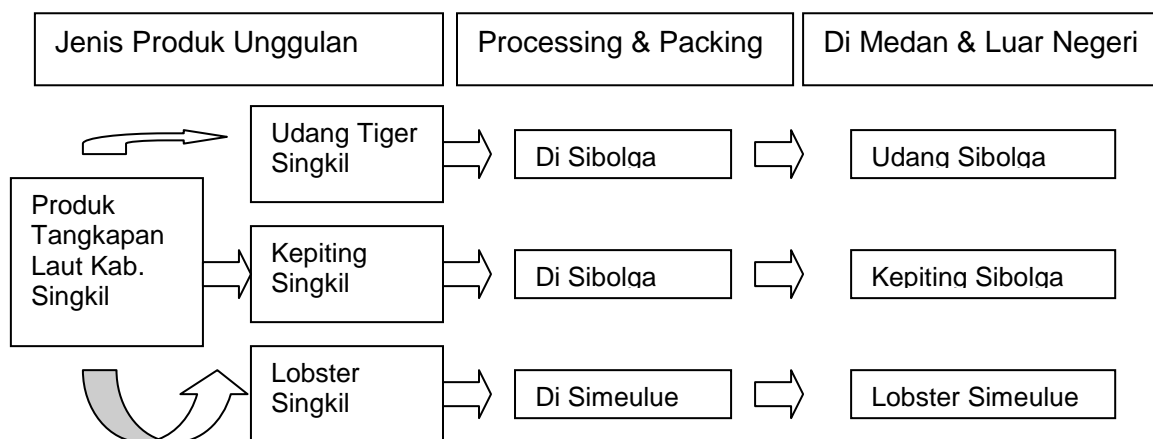 Jenis Produk Unggulan
Processing & Packing
Di Medan & Luar Negeri
Produk
Tangkapan
Laut Kab.
Singkil
Udang Tiger
Singkil
Di Sibolga
Udang Sibolga
Kepiting
Singkil
Di Sibolga
Kepiting Sibolga
Lobster
Singkil
Di Simeulue
Lobster Simeulue